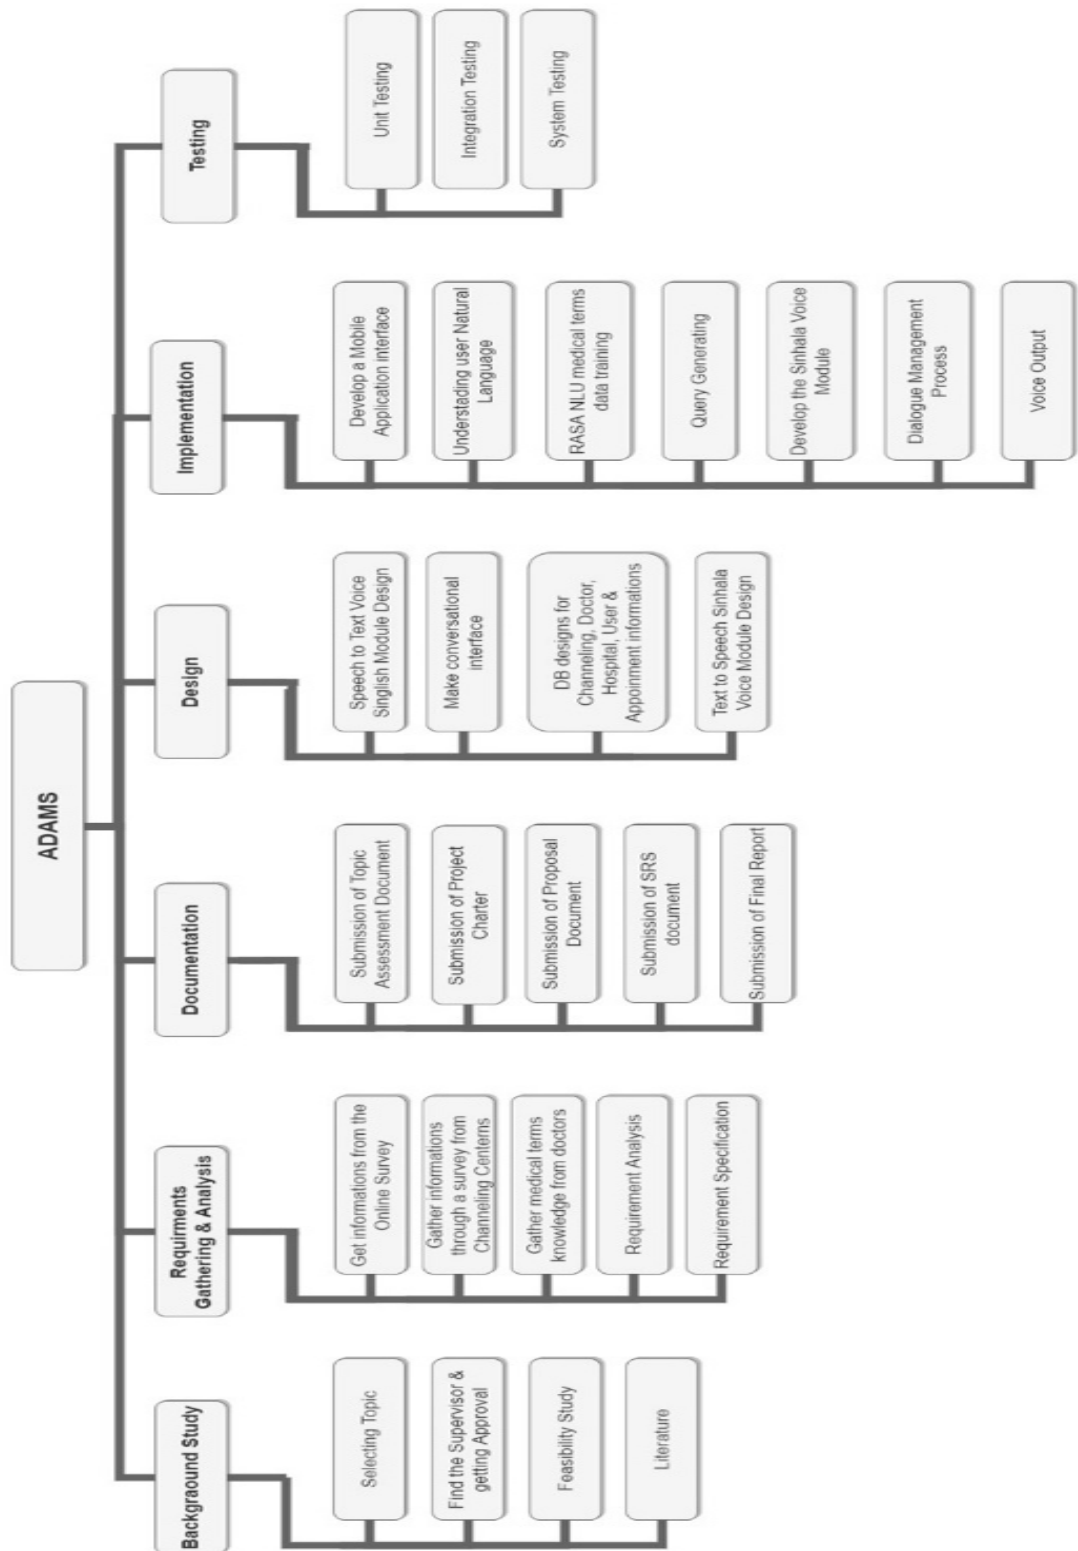 ADAMS
Backgraound Study
Selecting Topic
Find the Supervisor &
getting Approval
Feasibility Study
Literature
Requirments
Gathering & Analysis
Get informations from the
Online Survey
Gather informations
through a survey from
Channeling Centerns
Gather medical terms
knowledge from doctors
Requirement Analysis
Requirement Specification
Documentation
Submission of Topic
Assessment Document
Submission of Project
Charter
Submission of Proposal
Document
Submission of SRS
document
Submission of Final Report
Design
Speech to Text Voice
Singlish Module Design
Make conversational
interface
DB designs for
Channeling, Doctor,
Hospital, User &
Appoinment informations
Text to Speech Sinhala
Voice Module Design
Implementation
Develop a Mobile
Application interface
Understading user Natural
Language
RASA NLU medical terms
data training
Query Generating
Develop the Sinhala Voice
Module
Dialogue Management
Process
Voice Output
Testing
Unit Testing
Integration Testing
System Testing